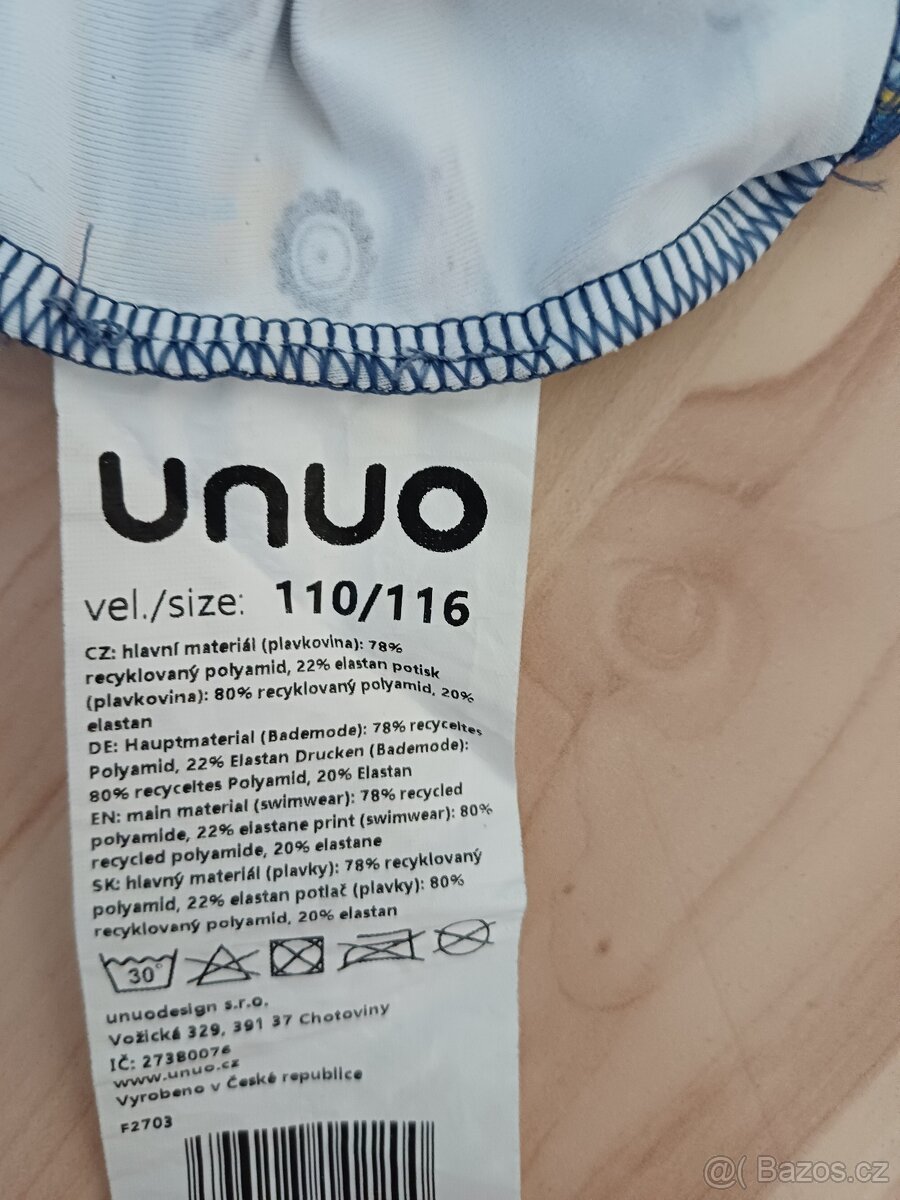 unuo
vel./size: 110/116
CZ: hlavní materiál (plavkovina): 78%
recyklovaný polyamid, 22% elastan potisk
(plavkovina): 80% recyklovaný polyamid, 20%
elastan
DE: Hauptmaterial (Bademode): 78% recyceltes
Polyamid, 22% Elastan Drucken (Bademode):
80% recyceltes Polyamid, 20% Elastan
EN: main material (swimwear): 78% recycled
polyamide, 22% elastane print (swimwear): 80%
recycled polyamide, 20% elastane
SK: hlavný materiál (plavky): 78% recyklovaný
polyamid, 22% elastan potlač (plavky): 80%
recyklovaný polyamid, 20% elastan
30°
unuodesign s.r.o.
Vožická 329, 391 37 Chotoviny
IČ: 27380076
www.unuo.cz
Vyrobeno v České republice
F2703
@( Bazos.cz